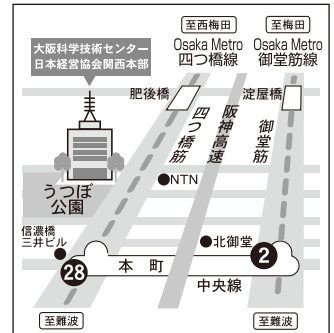 至西梅田
至梅田
Osaka Metro
四つ橋線
Osaka Metro
御堂筋線
大阪科学技術センター
日本経営協会関西本部
肥後橋
淀屋橋
四つ橋筋
阪神高速
御堂筋
うつぼ
公園
NTN
信濃橋
三井ビル
北御堂
28
本町
2
中央線
至難波
至難波